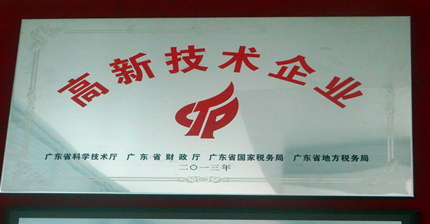 高新技术企业
广东省科学技术厅 广东省财政厅 广东省国家税务局 广东省地方税务局
二〇一三年